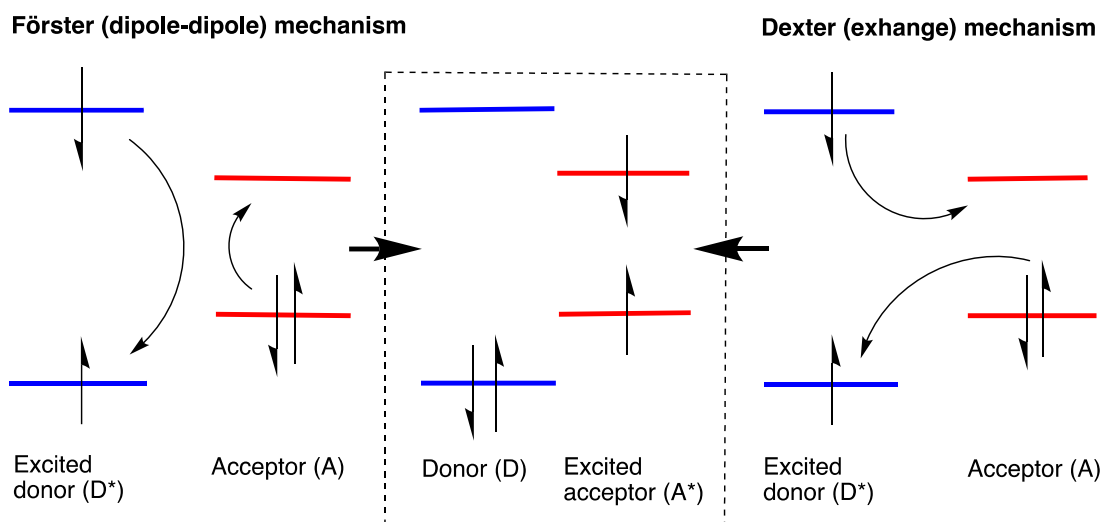 Förster (dipole-dipole) mechanism
Dexter (exhange) mechanism
Excited
donor (D*)
Acceptor (A)
Donor (D)
Excited
acceptor (A*)
Excited
donor (D*)
Acceptor (A)